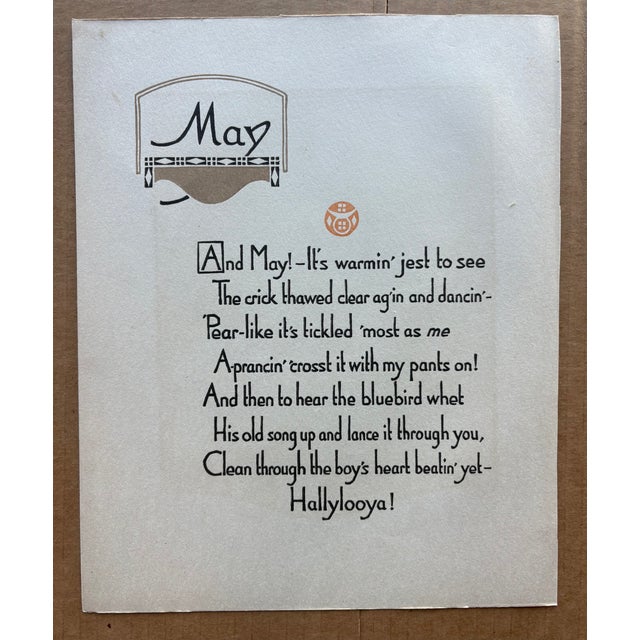 May
And May!-It's warmin' jest to see
The crick thawed clear ag'in and dancin'-
'Pear-like it's tickled 'most as me
A-prancin' 'crosst it with my pants on!
And then to hear the bluebird whet
His old song up and lance it through you,
Clean through the boy's heart beatin' yet-
Hallylooya!